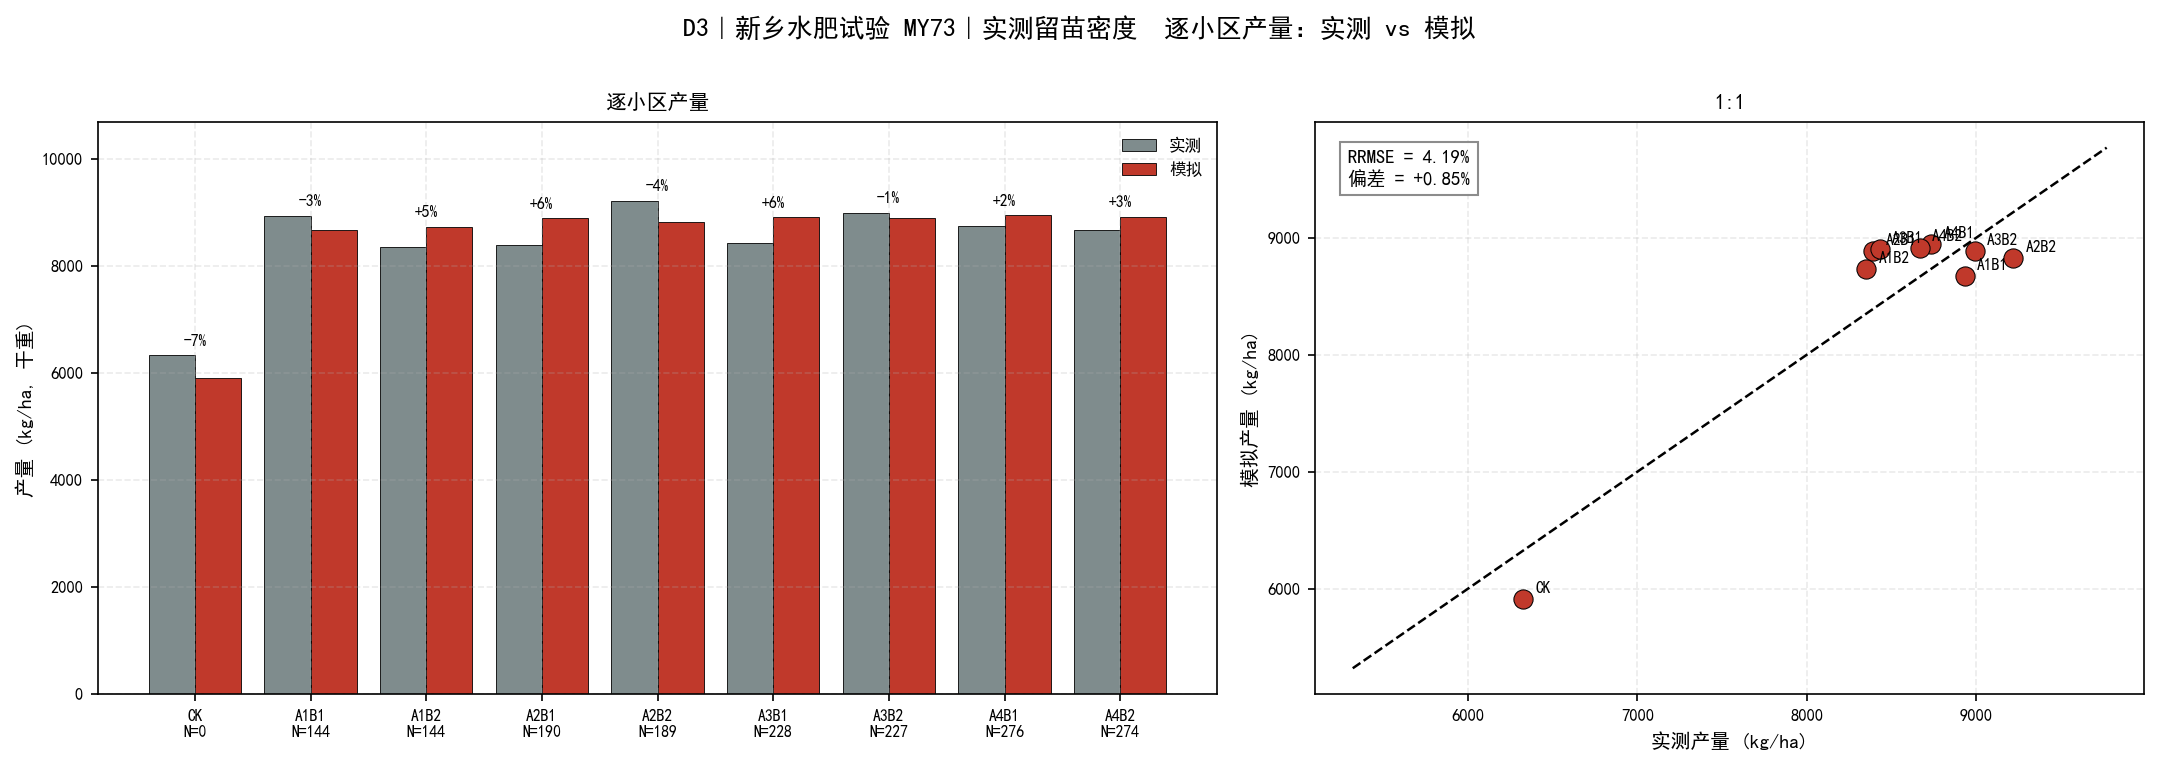 D3｜新乡水肥试验 MY73｜实测留苗密度  逐小区产量：实测 vs 模拟
逐小区产量
产量 (kg/ha, 干重)
10000
8000
6000
4000
2000
0
实测
模拟
−7%
−3%
+5%
+6%
−4%
+6%
−1%
+2%
+3%
CK
N=0
A1B1
N=144
A1B2
N=144
A2B1
N=190
A2B2
N=189
A3B1
N=228
A3B2
N=227
A4B1
N=276
A4B2
N=274
1:1
RRMSE = 4.19%
偏差 = +0.85%
模拟产量 (kg/ha)
9000
8000
7000
6000
A2B1
A3B1
A4B2
A4B1
A3B2
A2B2
A1B2
A1B1
CK
6000
7000
8000
9000
实测产量 (kg/ha)